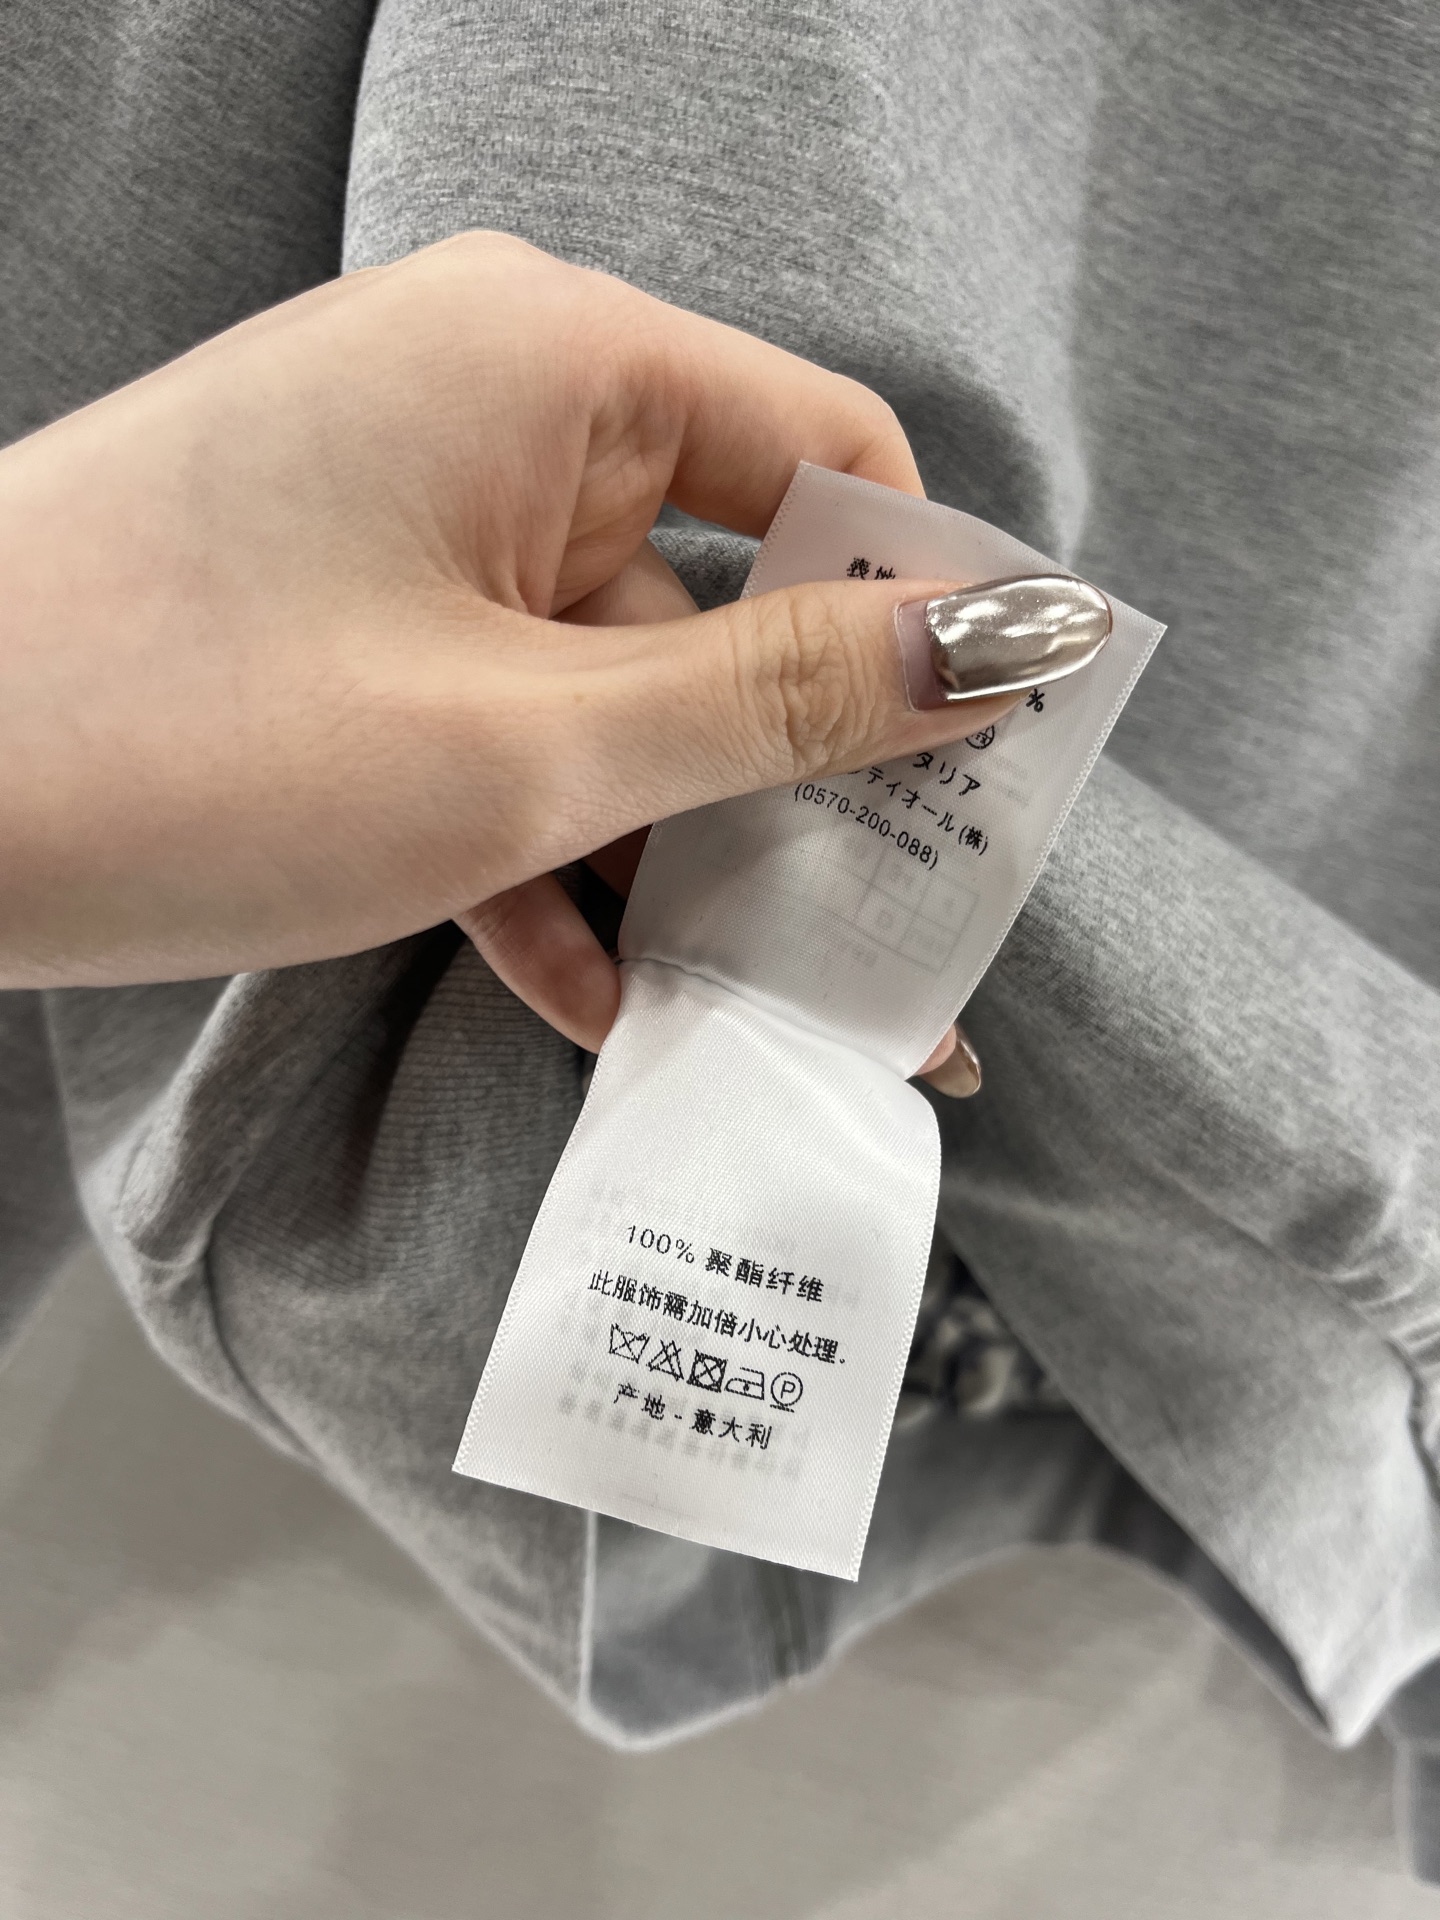 %
タリア
ティオール (株)
(0570-200-088)
100% 聚酯纤维
此服饰需加倍小心处理.
P
产地 - 意大利